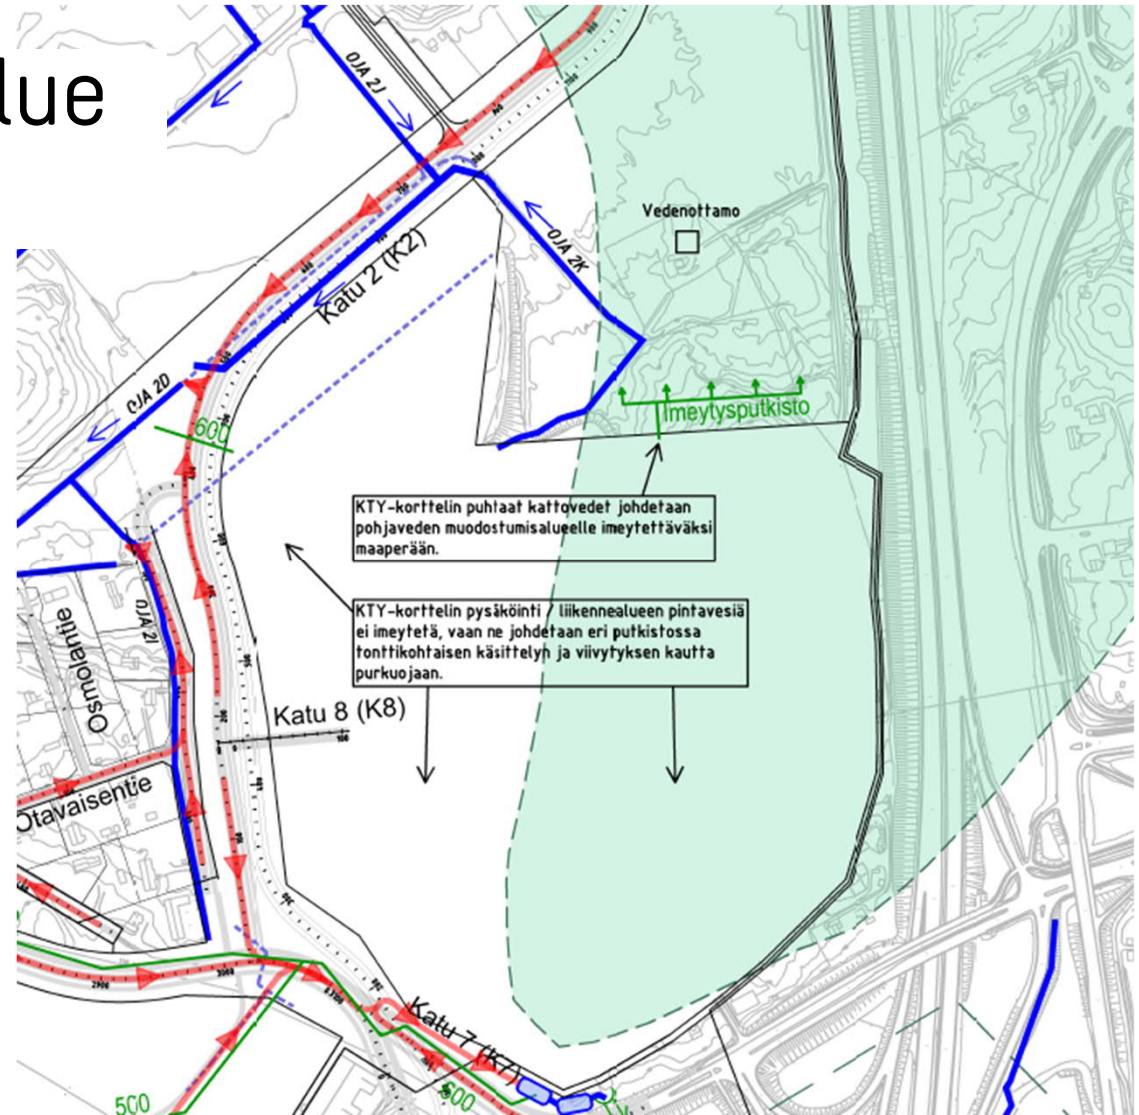 lue
OJA 2J
Vedenottamo
OJA 2K
Katu 2 (K2)
OJA 2D
600
Imeytysputkisto
KTY-korttelin puhtaat kattovedet johdetaan
pohjaveden muodostumisalueelle imeytettäväksi
maaperään.
KTY-korttelin pysäköinti / liikennealueen pintavesiä
ei imeytetä, vaan ne johdetaan eri putkistossa
tonttikohtaisen käsittelyn ja viivytyksen kautta
purkuojaan.
OJA 2I
Osmolantie
Katu 8 (K8)
Otavaisentie
2900
3000
Katu 7 (K7)
500
600